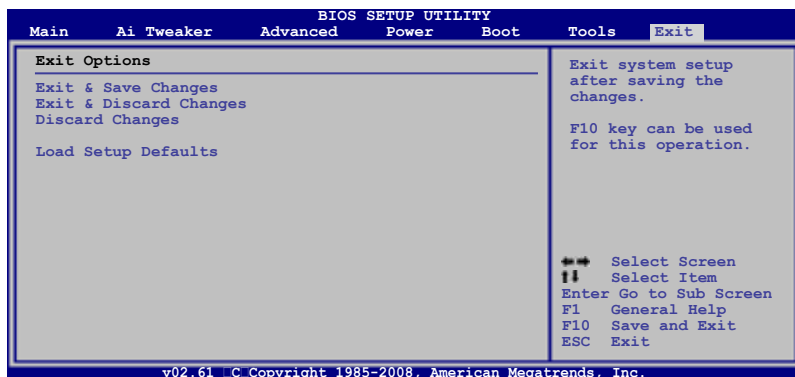 BIOS SETUP UTILITY
Main Ai Tweaker Advanced Power Boot Tools Exit
Exit Options
Exit & Save Changes
Exit & Discard Changes
Discard Changes
Load Setup Defaults
Exit system setup
after saving the
changes.
F10 key can be used
for this operation.
←→ Select Screen
↑↓ Select Item
Enter Go to Sub Screen
F1 General Help
F10 Save and Exit
ESC Exit
v02.61 □C□Copyright 1985-2008, American Megatrends, Inc.